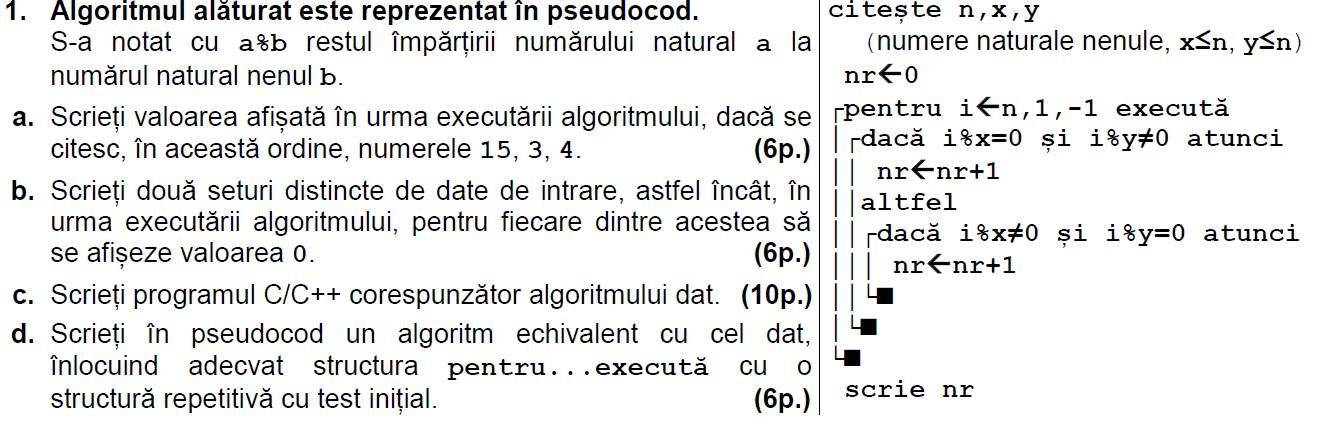 1. Algoritmul alăturat este reprezentat în pseudocod.
S-a notat cu a%b restul împărțirii numărului natural a la
numărul natural nenul b.
a. Scrieți valoarea afișată în urma executării algoritmului, dacă se
citesc, în această ordine, numerele 15, 3, 4. (6p.)
b. Scrieți două seturi distincte de date de intrare, astfel încât, în
urma executării algoritmului, pentru fiecare dintre acestea să
se afișeze valoarea 0. (6p.)
c. Scrieți programul C/C++ corespunzător algoritmului dat. (10p.)
d. Scrieți în pseudocod un algoritm echivalent cu cel dat,
înlocuind adecvat structura pentru...execută cu o
structură repetitivă cu test inițial. (6p.)
citește n,x,y
(numere naturale nenule, x≤n, y≤n)
nr←0
┌pentru i←n,1,-1 execută
│┌dacă i%x=0 și i%y≠0 atunci
││ nr←nr+1
││altfel
││┌dacă i%x≠0 și i%y=0 atunci
│││ nr←nr+1
││└■
│└■
└■
scrie nr